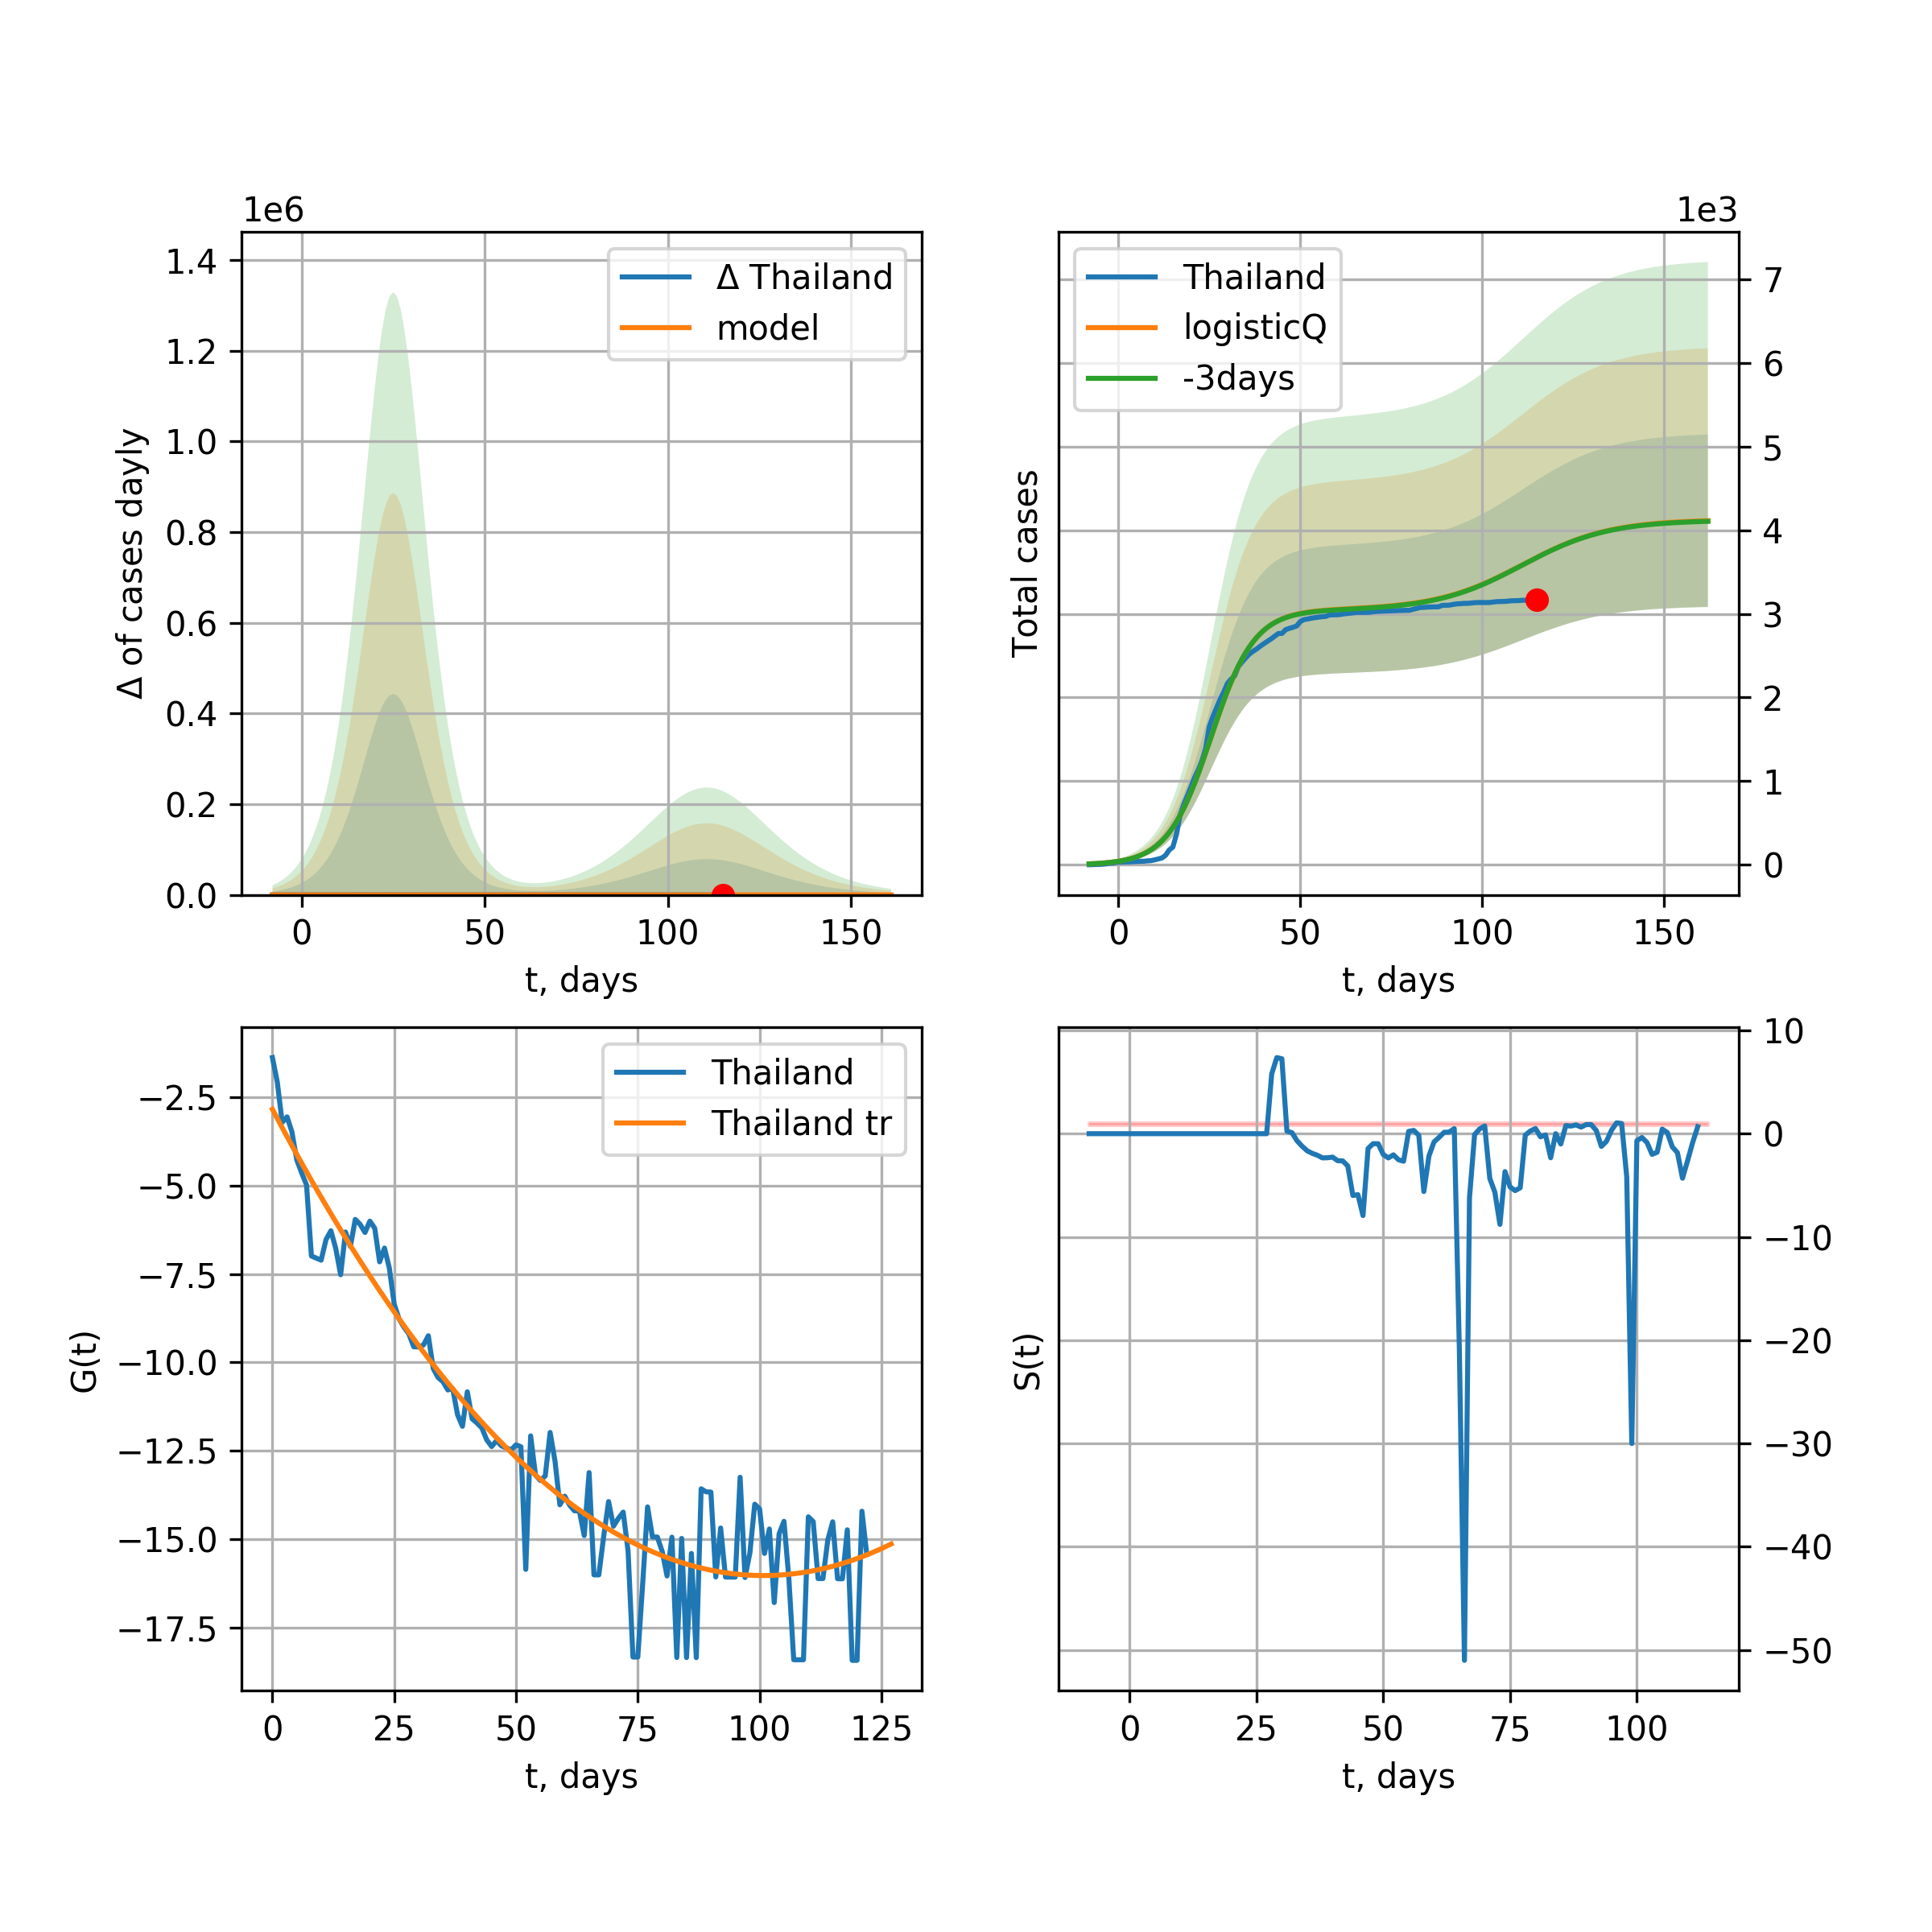 1e6
1.4
1.2
1.0
0.8
0.6
0.4
0.2
0.0
Δ of cases dayly
Δ Thailand
model
0 50 100 150
t, days
1e3
Thailand
logisticQ
-3days
Total cases
7
6
5
4
3
2
1
0
0 50 100 150
t, days
−2.5
−5.0
−7.5
−10.0
−12.5
−15.0
−17.5
G(t)
Thailand
Thailand tr
0 25 50 75 100 125
t, days
S(t)
10
0
−10
−20
−30
−40
−50
0 25 50 75 100
t, days